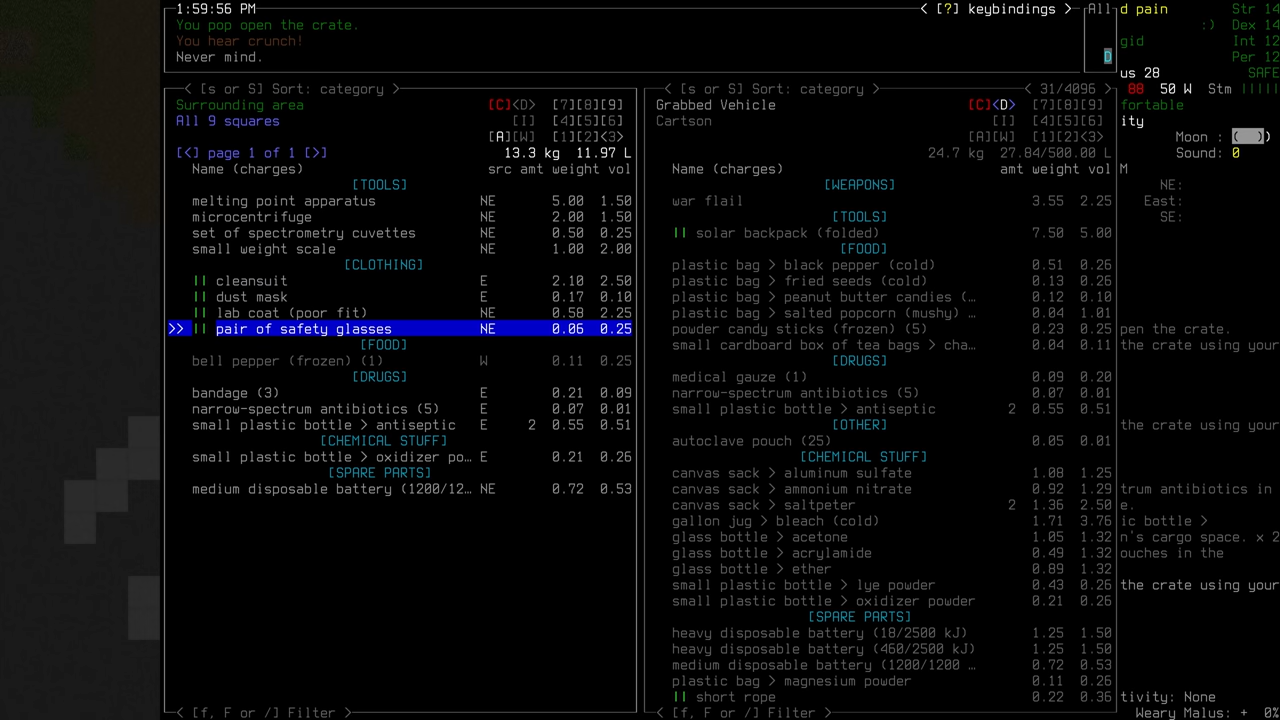 1:59:56 PM < [?] keybindings > All d pain Str 14
You pop open the crate. :) Dex 14
You hear crunch! gid Int 12
Never mind. D Per 12
us 28 SAFE
< [s or S] Sort: category > < [s or S] Sort: category > < 31/4096 > 88 50 W Stm |||||
Surrounding area [C]<D> [7][8][9] Grabbed Vehicle [C]<D> [7][8][9] fortable
All 9 squares [I] [4][5][6] Cartson [I] [4][5][6] ity
[A][W] [1][2]<3> [A][W] [1][2]<3> Moon : ( )
[<] page 1 of 1 [>] 13.3 kg 11.97 L 24.7 kg 27.84/500.00 L Sound: 0
Name (charges) src amt weight vol Name (charges) amt weight vol M
[TOOLS] [WEAPONS] NE:
melting point apparatus NE 5.00 1.50 war flail 3.55 2.25 East:
microcentrifuge NE 2.00 1.50 [TOOLS] SE:
set of spectrometry cuvettes NE 0.50 0.25 || solar backpack (folded) 7.50 5.00
small weight scale NE 1.00 2.00 [FOOD]
[CLOTHING] plastic bag > black pepper (cold) 0.51 0.26
|| cleansuit E 2.10 2.50 plastic bag > fried seeds (cold) 0.13 0.26
|| dust mask E 0.17 0.10 plastic bag > peanut butter candies (… 0.12 0.10
|| lab coat (poor fit) E 0.58 2.25 plastic bag > salted popcorn (mushy) … 0.04 1.01
>> || pair of safety glasses NE 0.06 0.25 powder candy sticks (frozen) (5) 0.23 0.25 pen the crate.
[FOOD] small cardboard box of tea bags > cha… 0.04 0.11 the crate using your
bell pepper (frozen) (1) W 0.11 0.25 [DRUGS]
[DRUGS] medical gauze (1) 0.09 0.20
bandage (3) E 0.21 0.09 narrow-spectrum antibiotics (5) 0.07 0.01
narrow-spectrum antibiotics (5) E 0.07 0.01 small plastic bottle > antiseptic 2 0.55 0.51
small plastic bottle > antiseptic E 2 0.55 0.51 [OTHER] the crate using your
[CHEMICAL STUFF] autoclave pouch (25) 0.05 0.01
small plastic bottle > oxidizer po… E 0.21 0.26 [CHEMICAL STUFF]
[SPARE PARTS] canvas sack > aluminum sulfate 1.08 1.25
medium disposable battery (1200/12… NE 0.72 0.53 canvas sack > ammonium nitrate 0.92 1.29 trum antibiotics in
canvas sack > saltpeter 2 1.36 2.50 e.
gallon jug > bleach (cold) 1.71 3.76 ic bottle >
glass bottle > acetone 1.05 1.32 n's cargo space. x 2
glass bottle > acrylamide 0.49 1.32 ouches in the
glass bottle > ether 0.89 1.32
small plastic bottle > lye powder 0.43 0.26 the crate using your
small plastic bottle > oxidizer powder 0.21 0.26
[SPARE PARTS]
heavy disposable battery (18/2500 kJ) 1.25 1.50
heavy disposable battery (460/2500 kJ) 1.25 1.50
medium disposable battery (1200/1200 … 0.72 0.53
plastic bag > magnesium powder 0.11 0.26
|| short rope 0.22 0.36 tivity: None
< [f, F or /] Filter > < [f, F or /] Filter > Weary Malus: + 0%